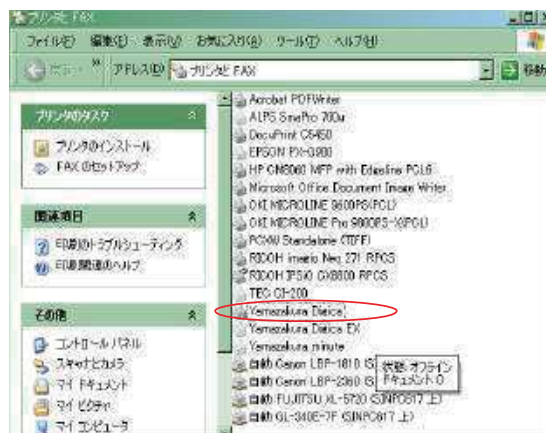 プリンタと FAX
ファイル(F) 編集(E) 表示(V) お気に入り(A) ツール(T) ヘルプ(H)
戻る
アドレス(D) プリンタと FAX 移動
プリンタのタスク
プリンタのインストール
FAX のセットアップ
関連項目
印刷のトラブルシューティング
印刷関連のヘルプ
その他
コントロール パネル
スキャナとカメラ
マイ ドキュメント
マイ ピクチャ
マイ コンピュータ
Acrobat PDFWriter
ALPS SmaPro 700u
DocuPrint C5450
EPSON PX-G900
HP CM8060 MFP with Edgeline PCL6
Microsoft Office Document Image Writer
OKI MICROLINE 9600PS(PCL)
OKI MICROLINE Pro 9800PS-X(PCL)
PCXW Standalone (TIFF)
RICOH imagio Neo 271 RPCS
RICOH IPSiO GX8800 RPCS
TEC
Yamazakura Dieica
Yamazakura Dieica EX
Yamazakura minute
自動 Canon LBP-1810
自動 Canon LBP-2360
自動 FUJITSU XL-5720 (SINPC617 上)
自動 GL-340E-7F (SINPC617 上)
状態: オフライン
ドキュメント: 0